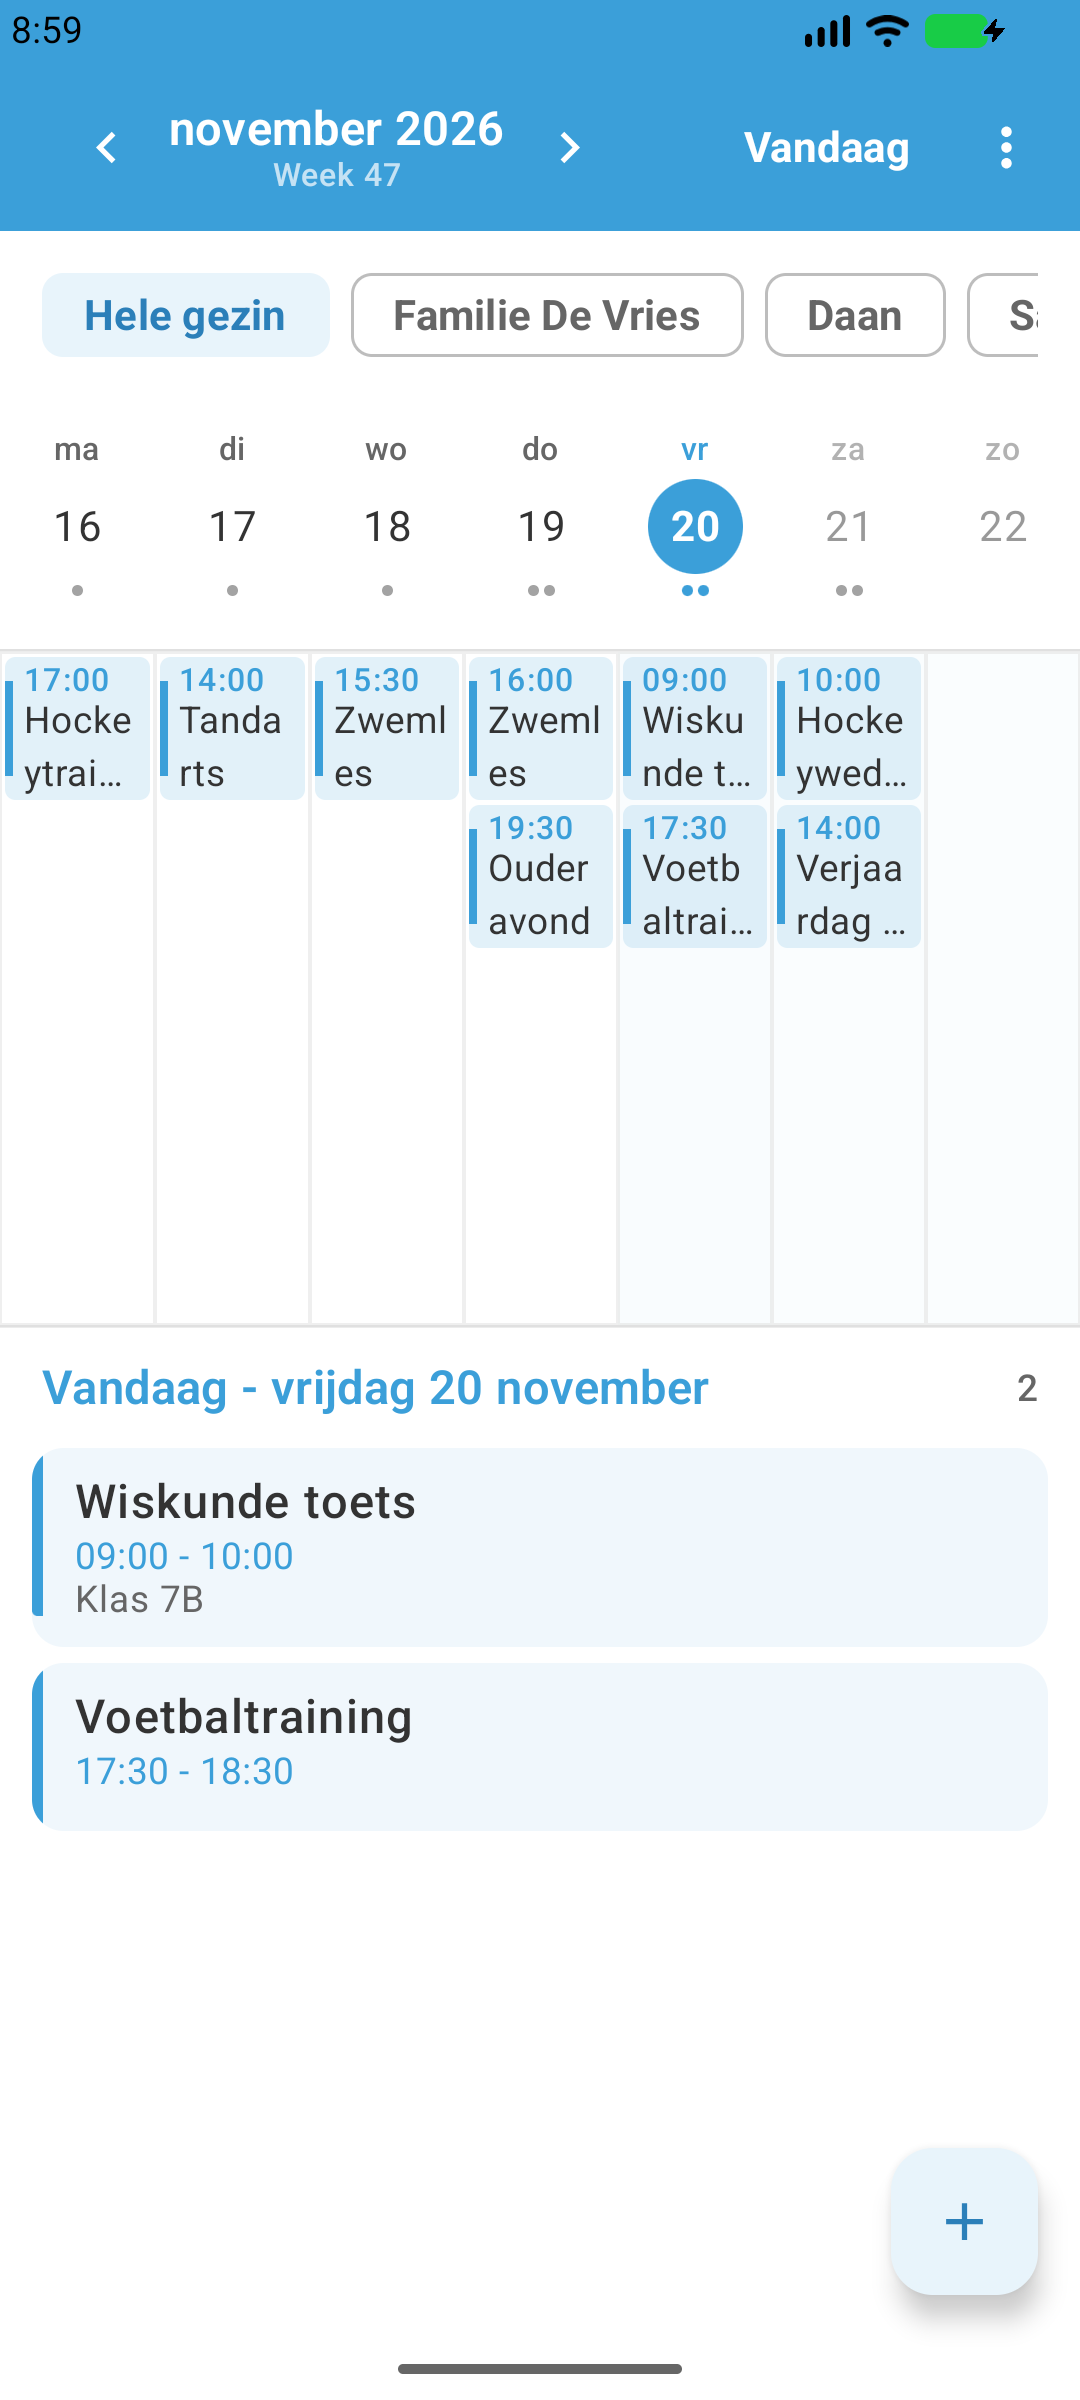 8:59
november 2026
Week 47
Vandaag
Hele gezin
Familie De Vries
Daan
ma di wo do vr za zo
16 17 18 19 20 21 22
17:00
Hocke
ytrai...
14:00
Tanda
rts
15:30
Zweml
es
16:00
Zweml
es
19:30
Ouder
avond
09:00
Wisku
nde t...
17:30
Voetb
altrai...
10:00
Hocke
ywed...
14:00
Verjaa
rdag ...
Vandaag - vrijdag 20 november
2
Wiskunde toets
09:00 - 10:00
Klas 7B
Voetbaltraining
17:30 - 18:30